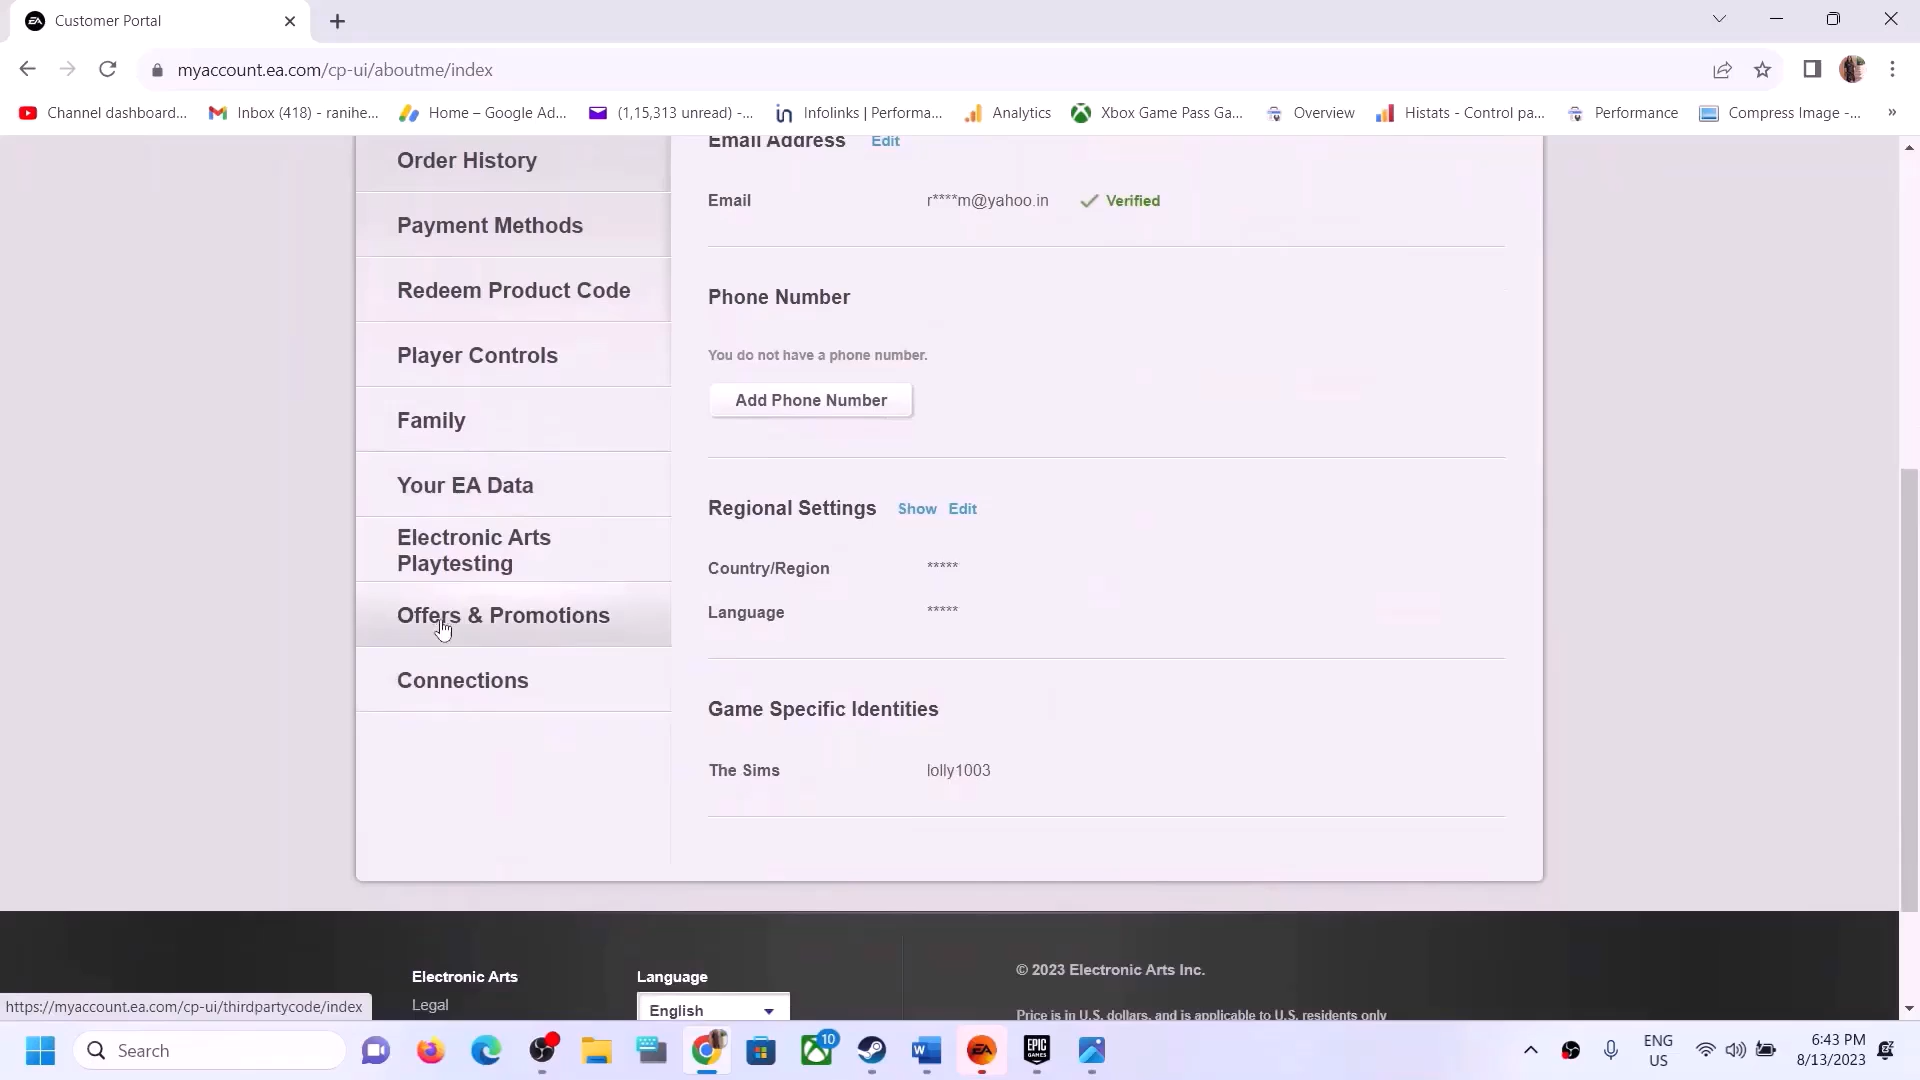 Customer Portal
myaccount.ea.com/cp-ui/aboutme/index
Channel dashboard...
Inbox (418) - ranihe...
Home – Google Ad...
(1,15,313 unread) -...
Infolinks | Performa...
Analytics
Xbox Game Pass Ga...
Overview
Histats - Control pa...
Performance
Compress Image -...
»
Order History
Payment Methods
Redeem Product Code
Player Controls
Family
Your EA Data
Electronic Arts
Playtesting
Offers & Promotions
Connections
Email Address Edit
Email r****m@yahoo.in Verified
Phone Number
You do not have a phone number.
Add Phone Number
Regional Settings Show Edit
Country/Region *****
Language *****
Game Specific Identities
The Sims lolly1003
Electronic Arts
Legal
Language
English
© 2023 Electronic Arts Inc.
Price is in U.S. dollars, and is applicable to U.S. residents only
https://myaccount.ea.com/cp-ui/thirdpartycode/index
Search
10
EPIC
GAMES
ENG
US
6:43 PM
8/13/2023